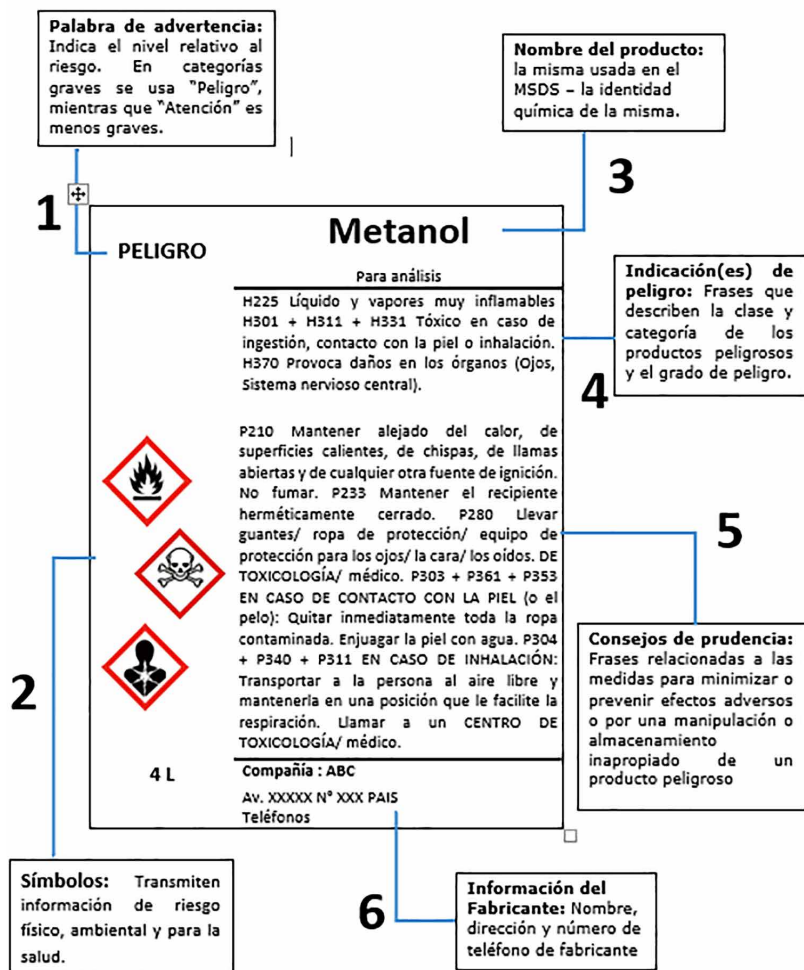 Palabra de advertencia:
Indica el nivel relativo al
riesgo. En categorías
graves se usa "Peligro",
mientras que "Atención" es
menos graves.
Nombre del producto:
la misma usada en el
MSDS – la identidad
química de la misma.
1
3
PELIGRO
Metanol
Para análisis
H225 Líquido y vapores muy inflamables
H301 + H311 + H331 Tóxico en caso de
ingestión, contacto con la piel o inhalación.
H370 Provoca daños en los órganos (Ojos,
Sistema nervioso central).
Indicación(es) de
peligro: Frases que
describen la clase y
categoría de los
productos peligrosos
y el grado de peligro.
4
P210 Mantener alejado del calor, de
superficies calientes, de chispas, de llamas
abiertas y de cualquier otra fuente de ignición.
No fumar. P233 Mantener el recipiente
herméticamente cerrado. P280 Llevar
guantes/ ropa de protección/ equipo de
protección para los ojos/ la cara/ los oídos. DE
TOXICOLOGÍA/ médico. P303 + P361 + P353
EN CASO DE CONTACTO CON LA PIEL (o el
pelo): Quitar inmediatamente toda la ropa
contaminada. Enjuagar la piel con agua. P304
+ P340 + P311 EN CASO DE INHALACIÓN:
Transportar a la persona al aire libre y
mantenerla en una posición que le facilite la
respiración. Llamar a un CENTRO DE
TOXICOLOGÍA/ médico.
5
Consejos de prudencia:
Frases relacionadas a las
medidas para minimizar o
prevenir efectos adversos
o por una manipulación o
almacenamiento
inapropiado de un
producto peligroso
2
4 L
Compañía : ABC
Av. XXXXX N° XXX PAIS
Teléfonos
Símbolos: Transmiten
información de riesgo
físico, ambiental y para la
salud.
6
Información del
Fabricante: Nombre,
dirección y número de
teléfono de fabricante